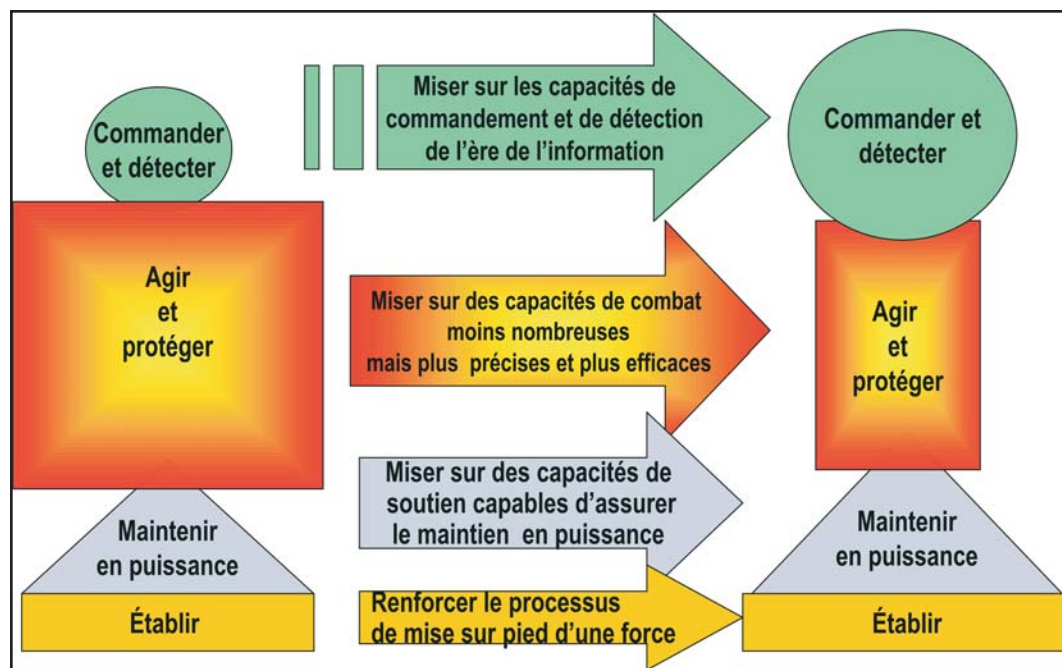 Commander
et détecter
Agir
et
protéger
Maintenir
en puissance
Établir
Miser sur les capacités de
commandement et de détection
de l'ère de l'information
Miser sur des capacités de combat
moins nombreuses
mais plus précises et plus efficaces
Miser sur des capacités de
soutien capables d'assurer
le maintien en puissance
Renforcer le processus
de mise sur pied d'une force
Commander et
détecter
Agir
et
protéger
Maintenir
en puissance
Établir